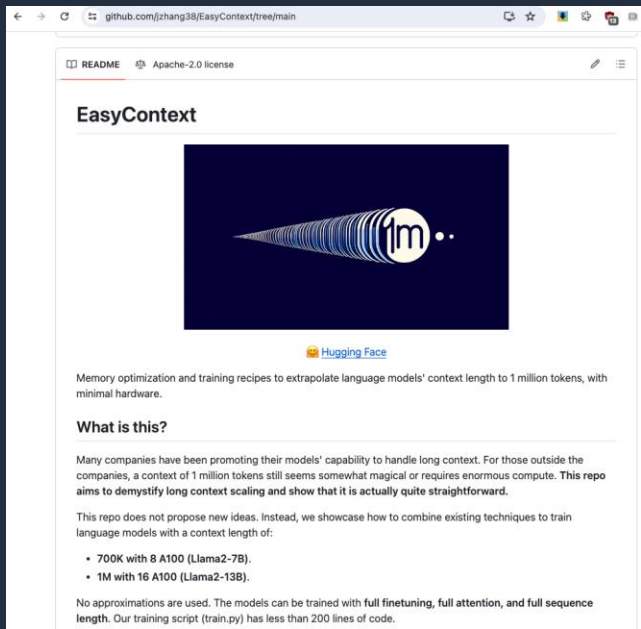 github.com/jzhang38/EasyContext/tree/main
README
Apache-2.0 license
EasyContext
1m
Hugging Face
Memory optimization and training recipes to extrapolate language models' context length to 1 million tokens, with
minimal hardware.
What is this?
Many companies have been promoting their models' capability to handle long context. For those outside the
companies, a context of 1 million tokens still seems somewhat magical or requires enormous compute. This repo
aims to demystify long context scaling and show that it is actually quite straightforward.
This repo does not propose new ideas. Instead, we showcase how to combine existing techniques to train
language models with a context length of:
• 700K with 8 A100 (Llama2-7B).
• 1M with 16 A100 (Llama2-13B).
No approximations are used. The models can be trained with full finetuning, full attention, and full sequence
length. Our training script (train.py) has less than 200 lines of code.